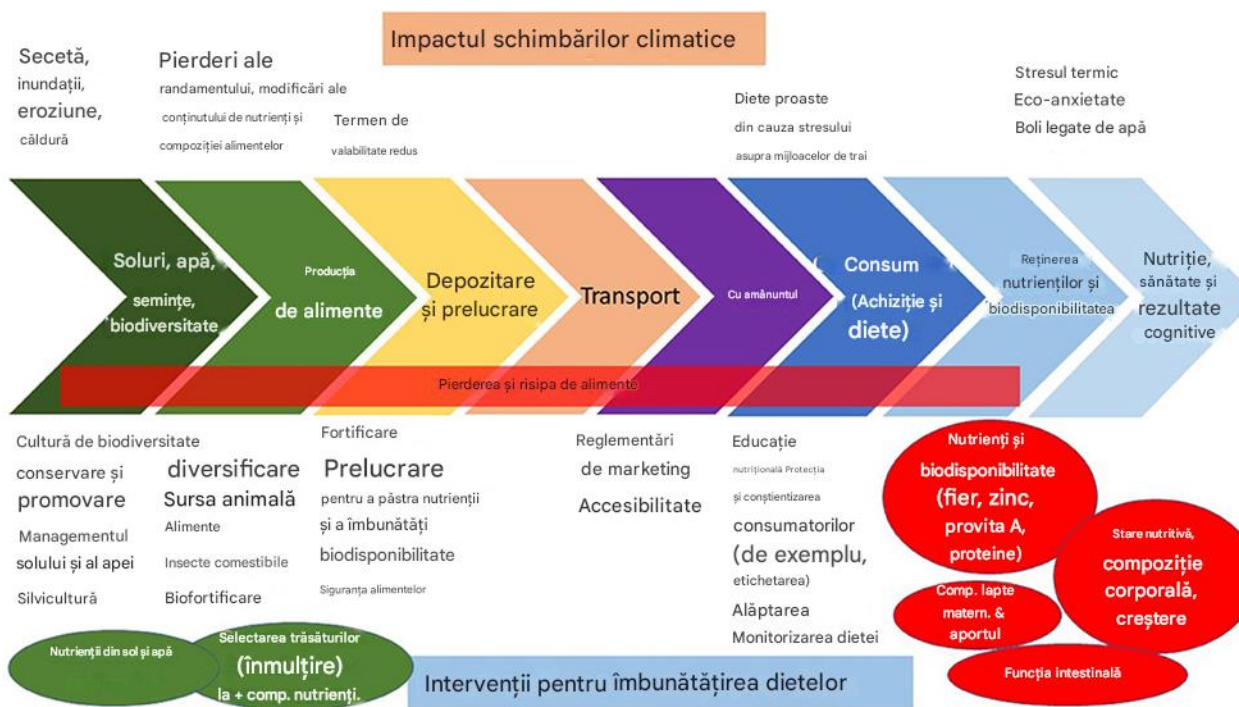 Impactul schimbărilor climatice
Secetă,
inundații,
eroziune,
căldură
Pierderi ale
randamentului, modificări ale
conținutului de nutrienți și
compoziției alimentelor
Termen de
valabilitate redus
Diete proaste
din cauza stresului
asupra mijloacelor de trai
Stresul termic
Eco-anxietate
Boli legate de apă
Soluri, apă,
semințe,
biodiversitate
Producția
de alimente
Depozitare
și prelucrare
Transport
Cu amănuntul
Consum
(Achiziție și
diete)
Reținerea
nutrienților și
biodisponibilitatea
Nutriție,
sănătate și
rezultate
cognitive
Pierderea și risipa de alimente
Cultură de biodiversitate
conservare și
promovare
Managementul
solului și al apei
Silvicultură
diversificare
Sursa animală
Alimente
Insecte comestibile
Biofortificare
Fortificare
Prelucrare
pentru a păstra nutrienții
și a îmbunătăți
biodisponibilitate
Siguranța alimentelor
Reglementări
de marketing
Accesibilitate
Educație
nutrițională Protecția
și conștientizarea
consumatorilor
(de exemplu,
etichetarea)
Alăptarea
Monitorizarea dietei
Nutrienți și
biodisponibilitate
(fier, zinc,
provita A,
proteine)
Stare nutritivă,
compoziție
corporală,
creștere
Comp. lapte
matern. &
aportul
Funcția intestinală
Nutrienții din sol și apă
Selectarea trăsăturilor
(înmulțire)
la + comp. nutrienți.
Intervenții pentru îmbunătățirea dietelor